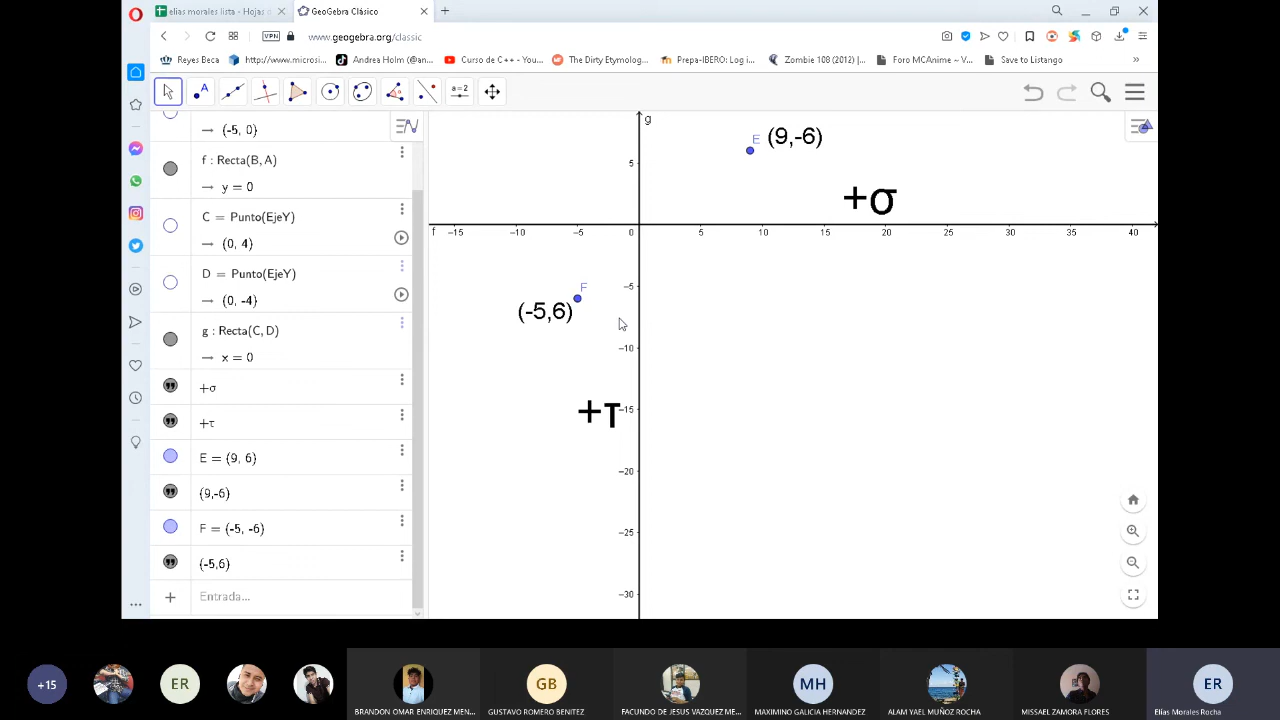 elias morales lista - Hojas d
GeoGebra Clásico
VPN
www.geogebra.org/classic
Reyes Beca
http://www.microsi...
Andrea Holm (@an...
Curso de C++ - You...
The Dirty Etymolog...
Prepa-IBERO: Log i...
Zombie 108 (2012) |...
Foro MCAnime ~ V...
Save to Listango
»
A
a=2
→ (-5, 0)
f : Recta(B, A)
→ y = 0
C = Punto(EjeY)
→ (0, 4)
D = Punto(EjeY)
→ (0, -4)
g : Recta(C, D)
→ x = 0
+σ
+τ
E = (9, 6)
(9,-6)
F = (-5, -6)
(-5,6)
+ Entrada...
g
E (9,-6)
5
+σ
f -15 -10 -5 0 5 10 15 20 25 30 35 40
-5
F
(-5,6)
-10
+τ
-15
-20
-25
-30
+15
ER
GB
MH
ER
BRANDON OMAR ENRIQUEZ MEN...
GUSTAVO ROMERO BENITEZ
FACUNDO DE JESUS VAZQUEZ ME...
MAXIMINO GALICIA HERNANDEZ
ALAM YAEL MUÑOZ ROCHA
MISSAEL ZAMORA FLORES
Elias Morales Rocha